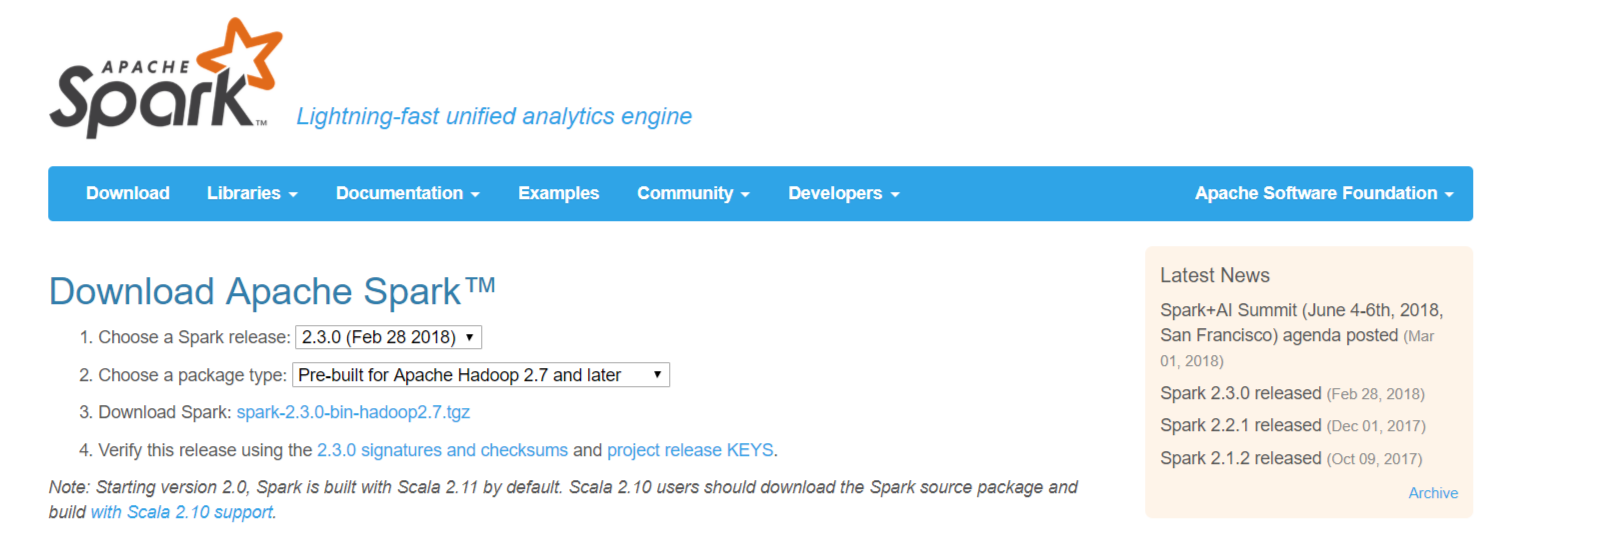 APACHE
Spark™
Lightning-fast unified analytics engine
Download Libraries Documentation Examples Community Developers Apache Software Foundation
Download Apache Spark™
1. Choose a Spark release: 2.3.0 (Feb 28 2018)
2. Choose a package type: Pre-built for Apache Hadoop 2.7 and later
3. Download Spark: spark-2.3.0-bin-hadoop2.7.tgz
4. Verify this release using the 2.3.0 signatures and checksums and project release KEYS.
Note: Starting version 2.0, Spark is built with Scala 2.11 by default. Scala 2.10 users should download the Spark source package and
build with Scala 2.10 support.
Latest News
Spark+AI Summit (June 4-6th, 2018,
San Francisco) agenda posted (Mar
01, 2018)
Spark 2.3.0 released (Feb 28, 2018)
Spark 2.2.1 released (Dec 01, 2017)
Spark 2.1.2 released (Oct 09, 2017)
Archive